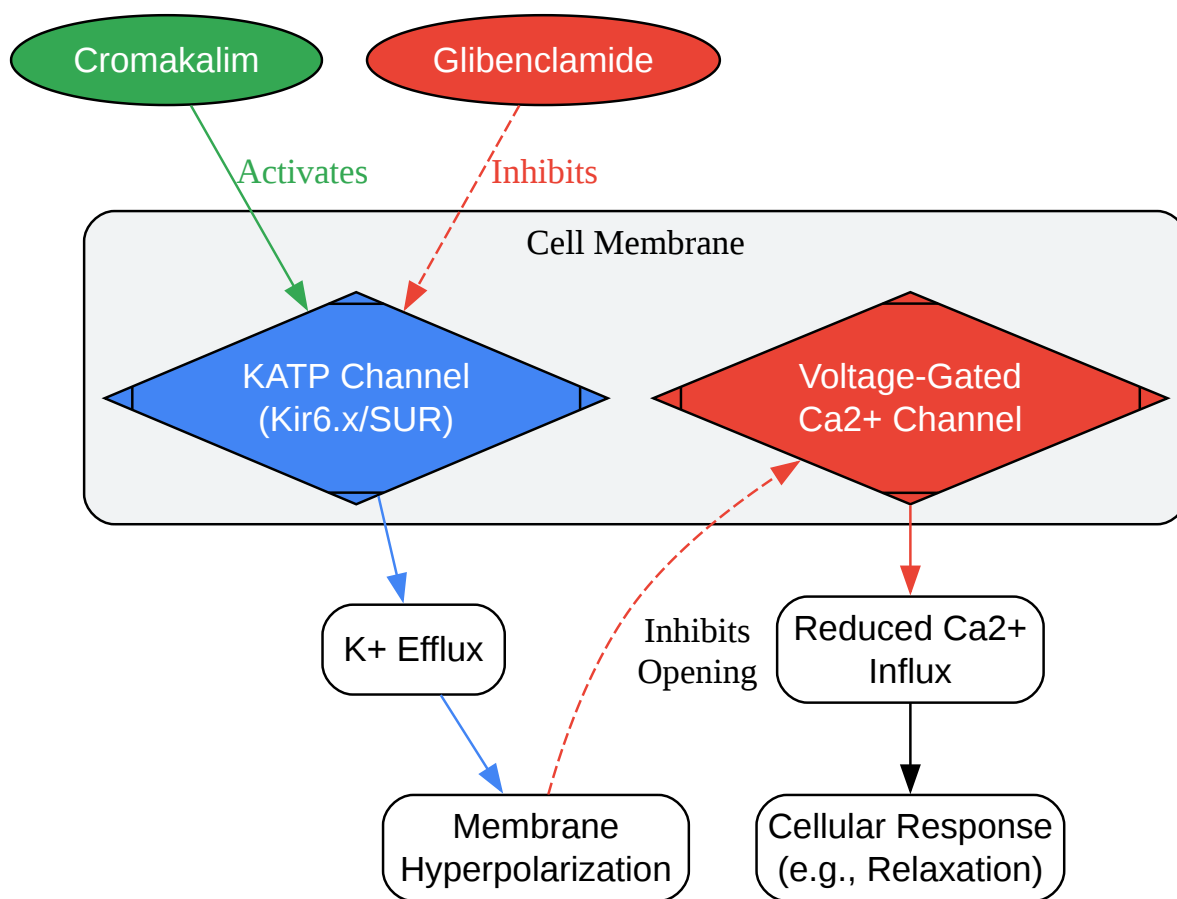 Cromakalim
Glibenclamide
Activates
Inhibits
Cell Membrane
KATP Channel
(Kir6.x/SUR)
Voltage-Gated
Ca2+ Channel
K+ Efflux
Inhibits
Opening
Reduced Ca2+
Influx
Membrane
Hyperpolarization
Cellular Response
(e.g., Relaxation)